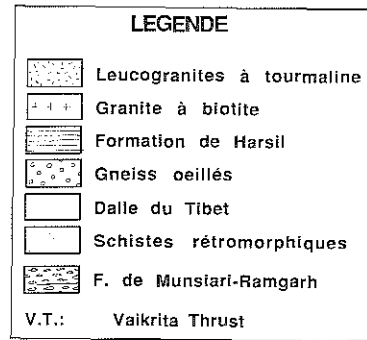 LEGENDE
Leucogranites à tourmaline
Granite à biotite
Formation de Harsil
Gneiss oeillés
Dalle du Tibet
Schistes rétromorphiques
F. de Munsiari-Ramgarh
V.T.: Vaikrita Thrust